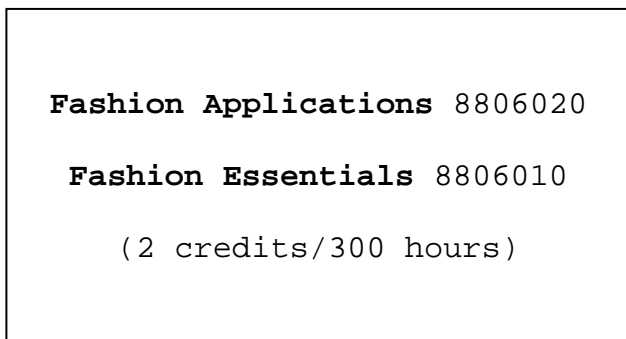 Fashion Applications 8806020
Fashion Essentials 8806010
(2 credits/300 hours)